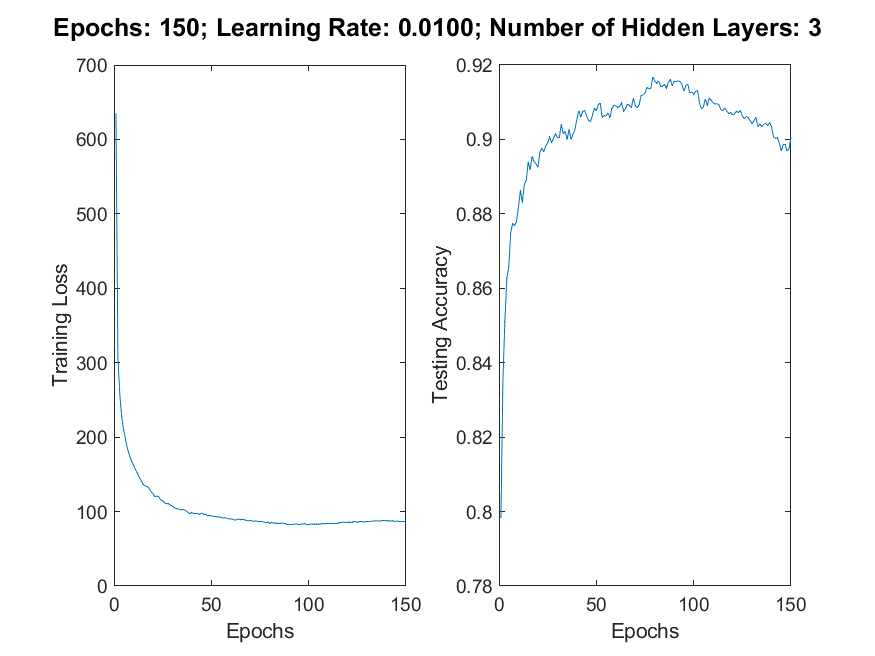 Epochs: 150; Learning Rate: 0.0100; Number of Hidden Layers: 3
700
600
500
400
300
200
100
0
0 50 100 150
Training Loss
Epochs
0.92
0.9
0.88
0.86
0.84
0.82
0.8
0.78
0 50 100 150
Testing Accuracy
Epochs